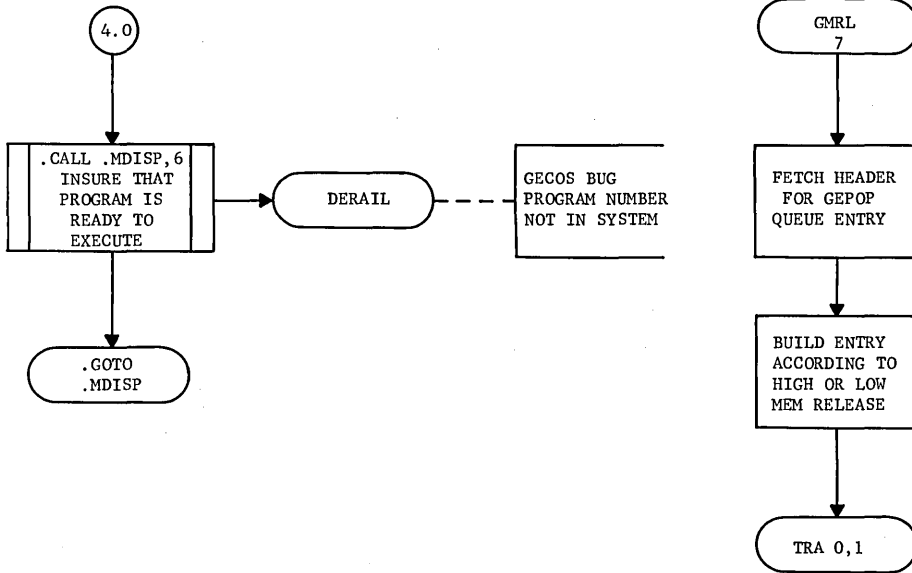 4.0
.CALL .MDISP,6
INSURE THAT
PROGRAM IS
READY TO
EXECUTE
DERAIL
GECOS BUG
PROGRAM NUMBER
NOT IN SYSTEM
.GOTO
.MDISP
GMRL
7
FETCH HEADER
FOR GEPOP
QUEUE ENTRY
BUILD ENTRY
ACCORDING TO
HIGH OR LOW
MEM RELEASE
TRA 0,1